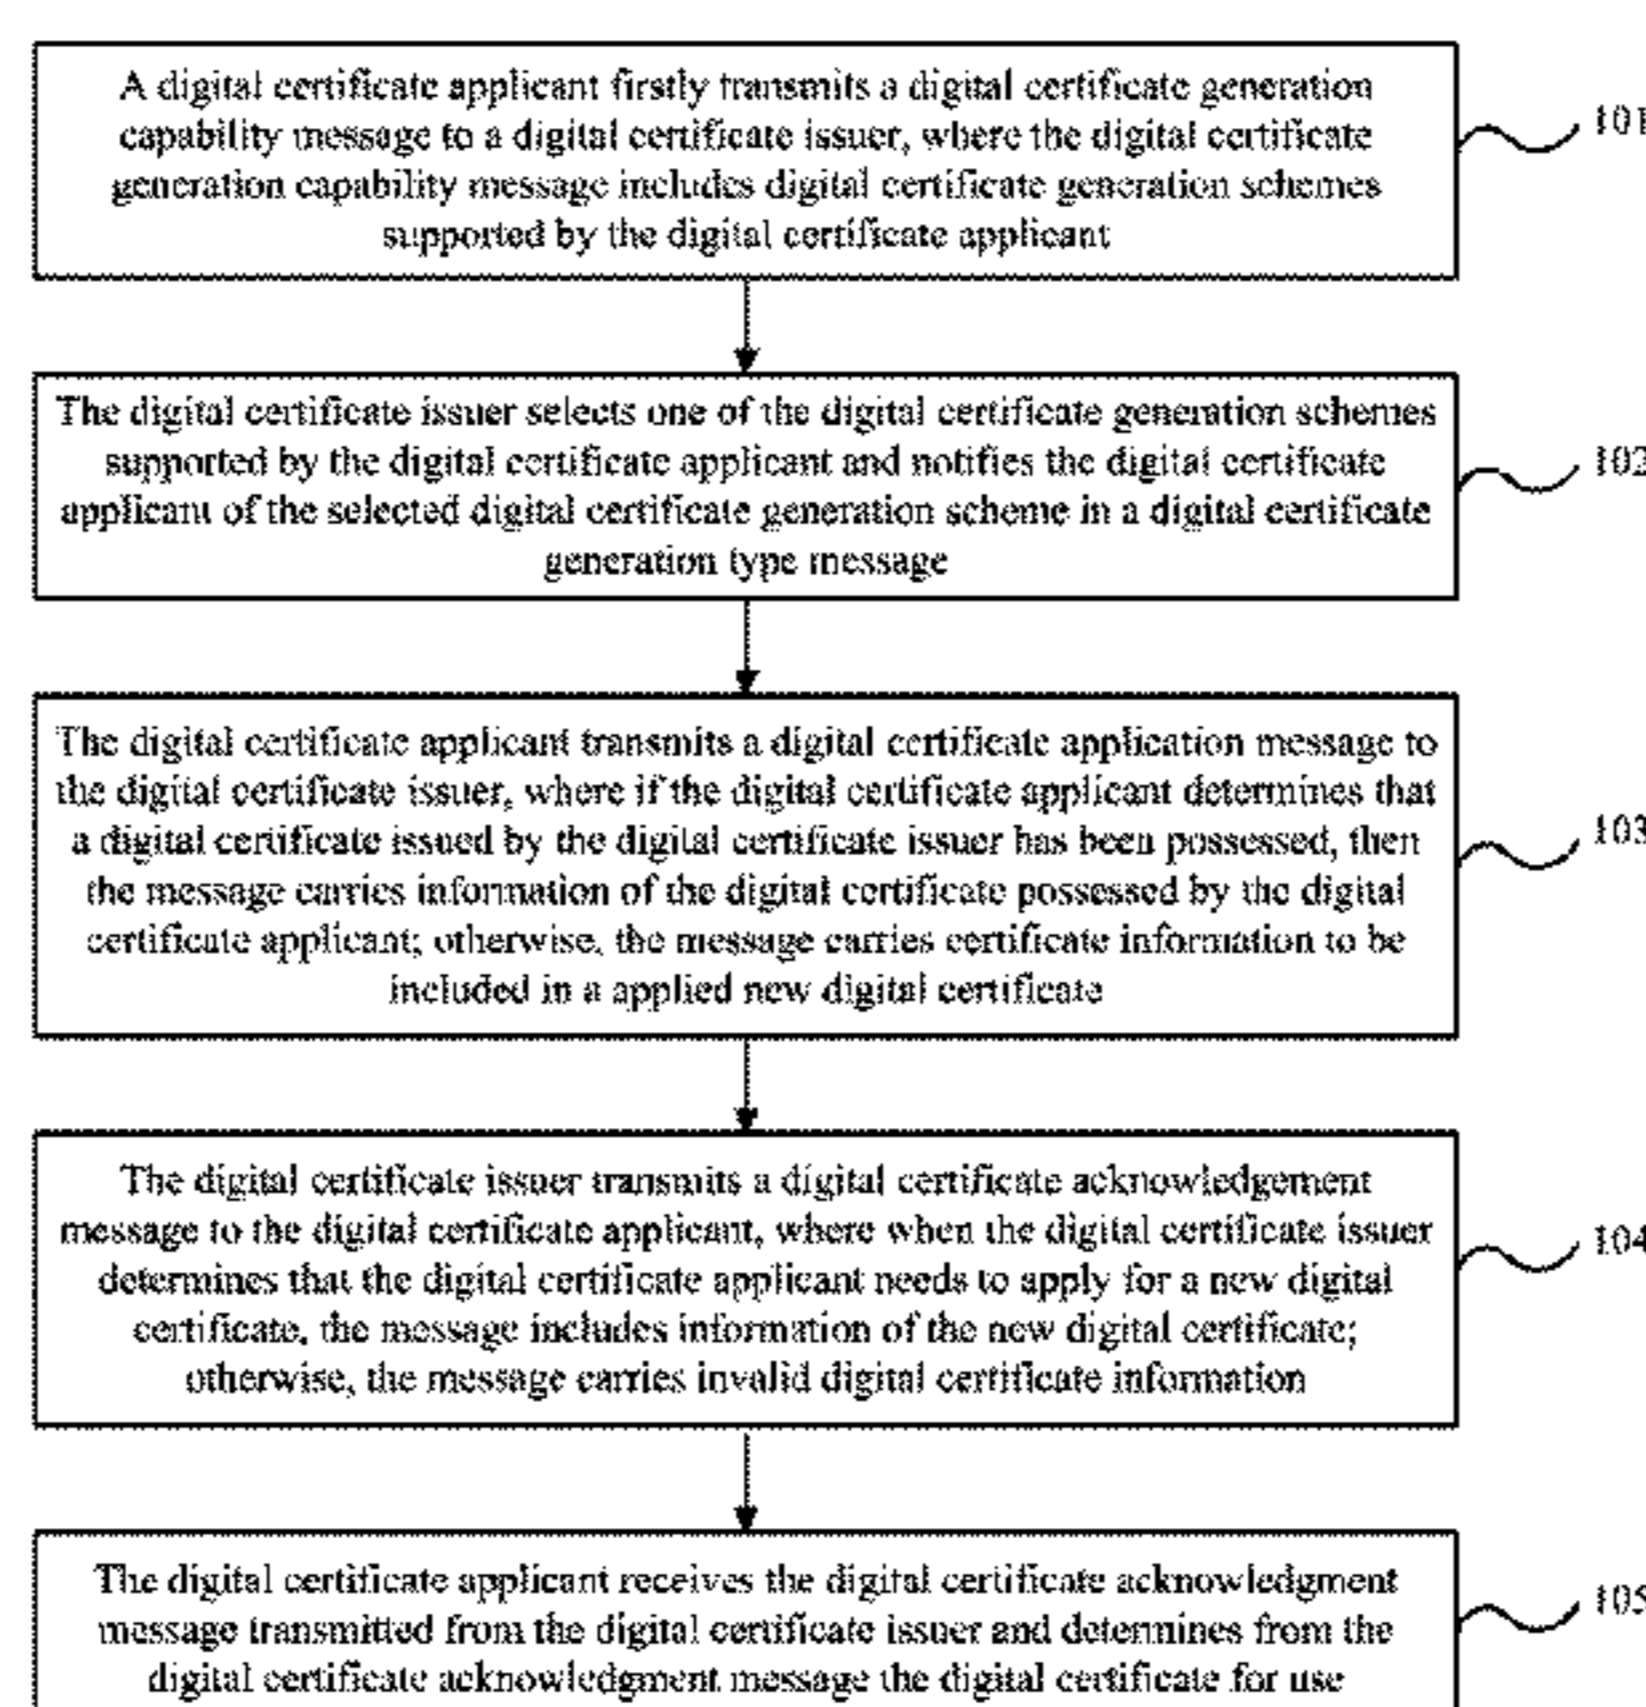 A digital certificate applicant firstly transmits a digital certificate generation
capability message to a digital certificate issuer, where the digital certificate
generation capability message includes digital certificate generation schemes
supported by the digital certificate applicant
101
The digital certificate issuer selects one of the digital certificate generation schemes
supported by the digital certificate applicant and notifies the digital certificate
applicant of the selected digital certificate generation scheme in a digital certificate
generation type message
102
The digital certificate applicant transmits a digital certificate application message to
the digital certificate issuer, where if the digital certificate applicant determines that
a digital certificate issued by the digital certificate issuer has been possessed, then
the message carries information of the digital certificate possessed by the digital
certificate applicant; otherwise, the message carries certificate information to be
included in a applied new digital certificate
103
The digital certificate issuer transmits a digital certificate acknowledgement
message to the digital certificate applicant, where when the digital certificate issuer
determines that the digital certificate applicant needs to apply for a new digital
certificate, the message includes information of the new digital certificate;
otherwise, the message carries invalid digital certificate information
104
The digital certificate applicant receives the digital certificate acknowledgment
message transmitted from the digital certificate issuer and determines from the
digital certificate acknowledgment message the digital certificate for use
105